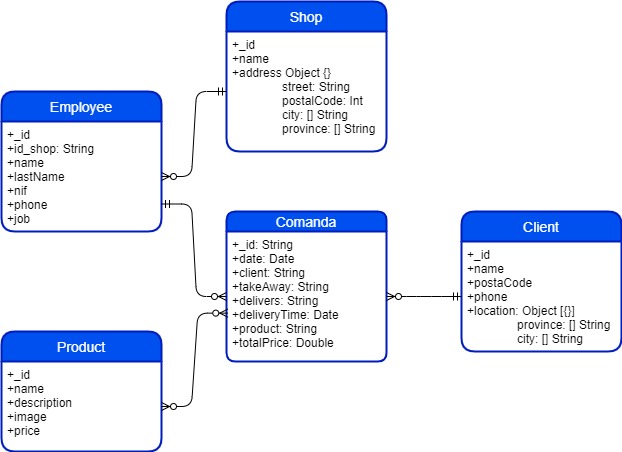 Shop
+_id
+name
+address Object {}
street: String
postalCode: Int
city: [] String
province: [] String
Employee
+_id
+id_shop: String
+name
+lastName
+nif
+phone
+job
Comanda
+_id: String
+date: Date
+client: String
+takeAway: String
+delivers: String
+deliveryTime: Date
+product: String
+totalPrice: Double
Client
+_id
+name
+postaCode
+phone
+location: Object [{}]
province: [] String
city: [] String
Product
+_id
+name
+description
+image
+price